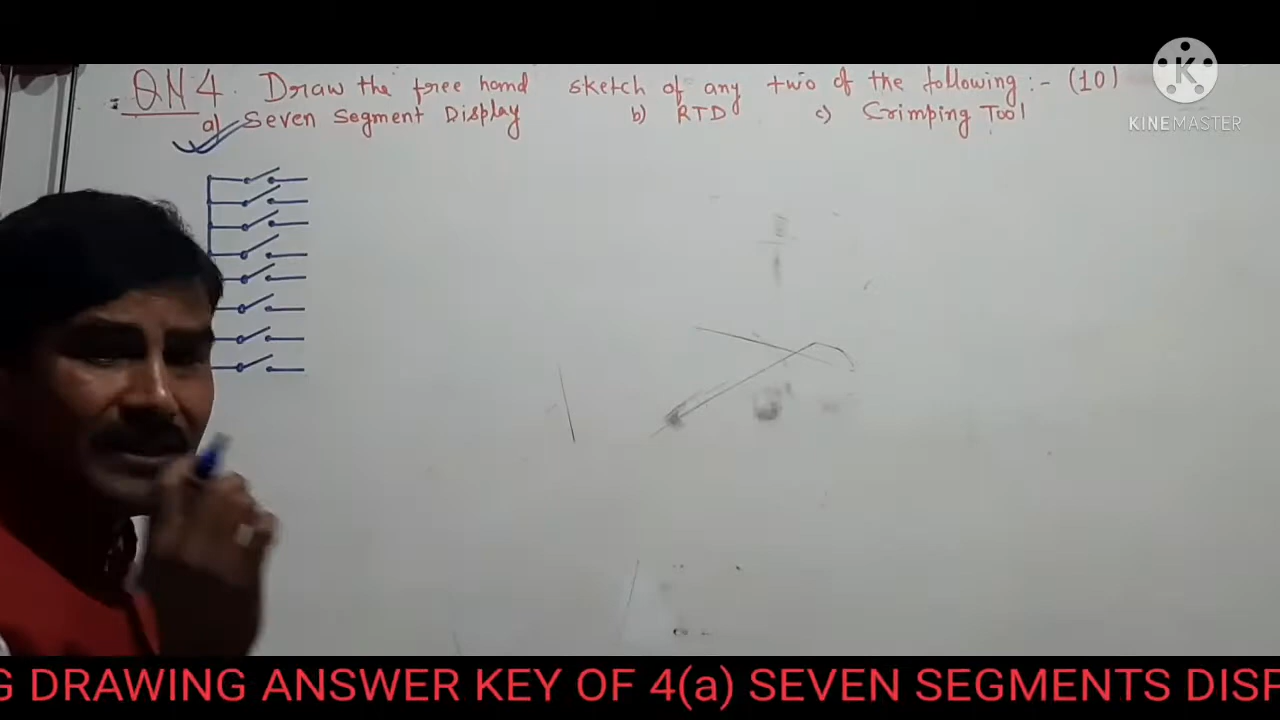 QN 4. Draw the free hand sketch of any two of the following :- (10)
a) Seven Segment Display b) RTD c) Crimping Tool
K
KINEMASTER
G DRAWING ANSWER KEY OF 4(a) SEVEN SEGMENTS DISP